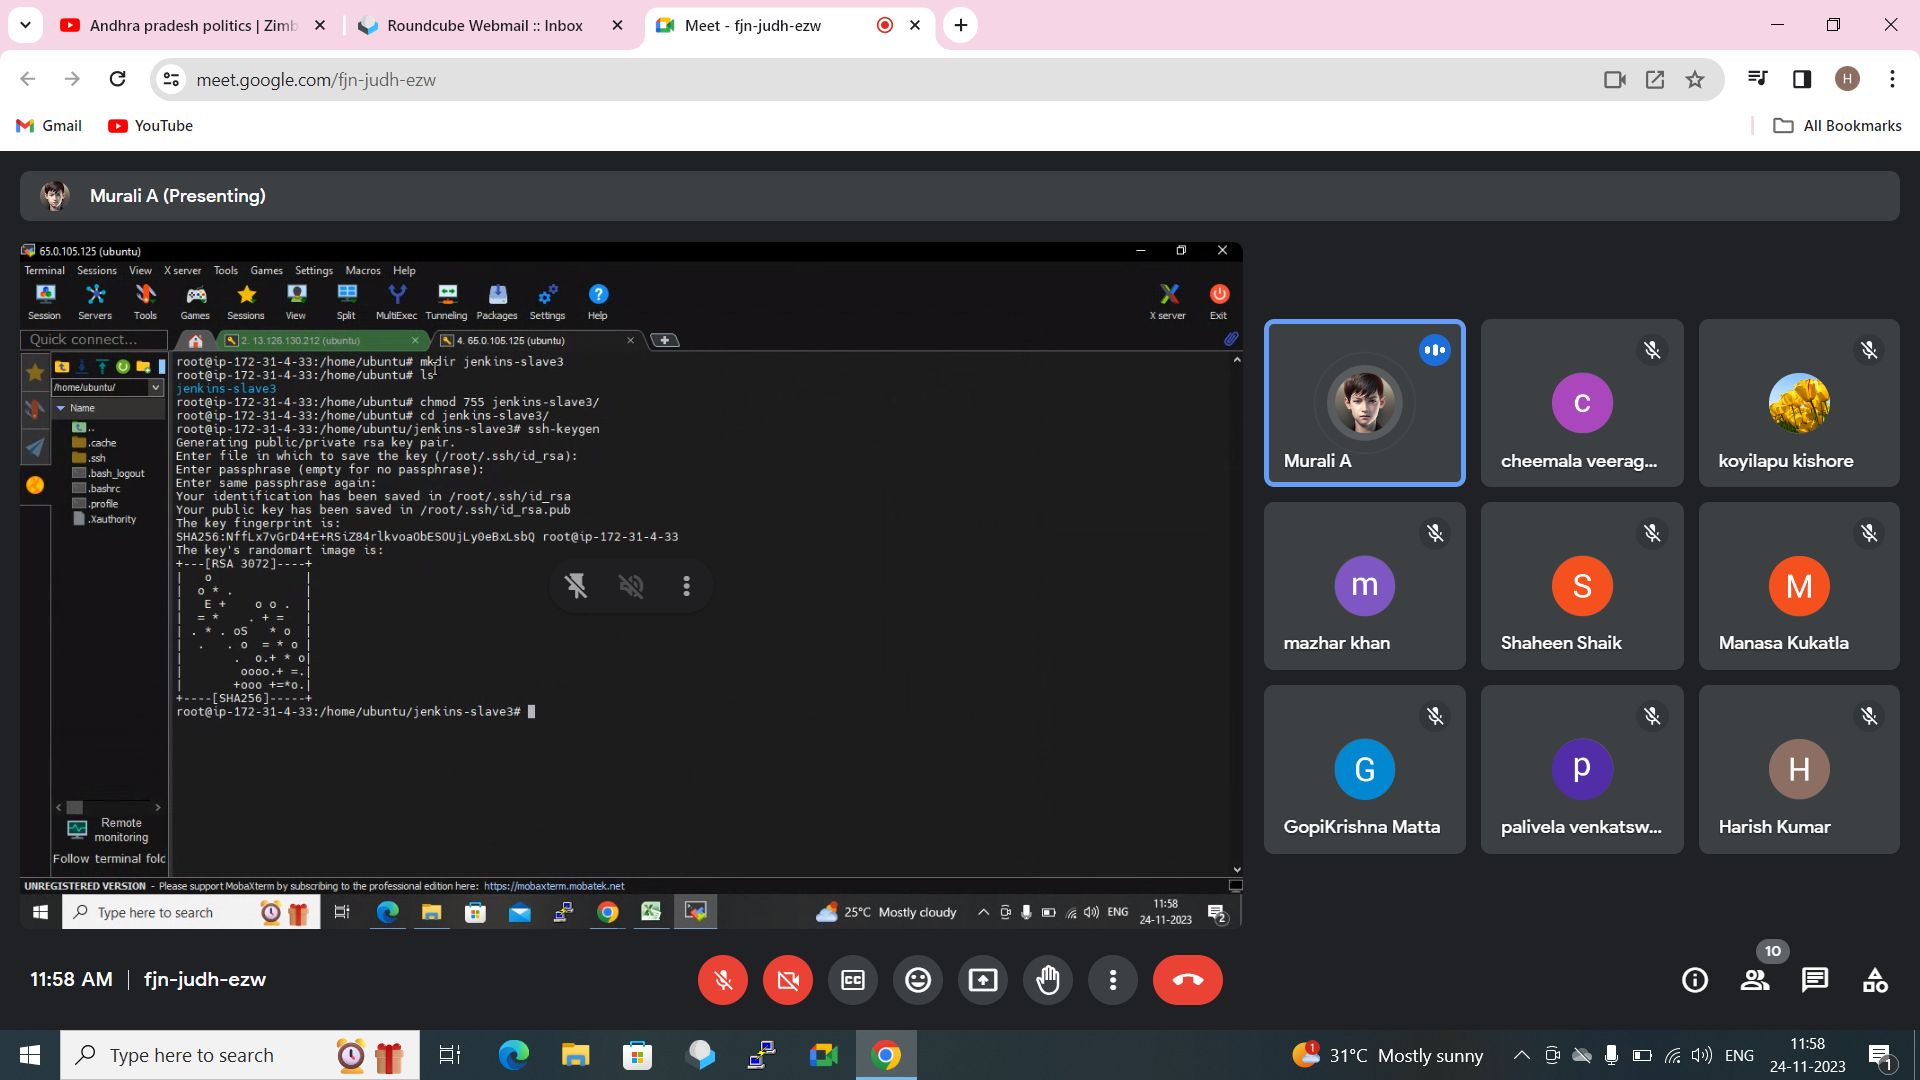 Andhra pradesh politics | Zimb
Roundcube Webmail :: Inbox
Meet - fjn-judh-ezw
meet.google.com/fjn-judh-ezw
H
Gmail
YouTube
All Bookmarks
Murali A (Presenting)
65.0.105.125 (ubuntu)
Terminal Sessions View X server Tools Games Settings Macros Help
Session Servers Tools Games Sessions View Split MultiExec Tunneling Packages Settings Help
X server Exit
Quick connect...
2. 13.126.130.212 (ubuntu)
4. 65.0.105.125 (ubuntu)
/home/ubuntu/
Name
..
.cache
.ssh
.bash_logout
.bashrc
.profile
.Xauthority
Remote
monitoring
Follow terminal folc
root@ip-172-31-4-33:/home/ubuntu# mkdir jenkins-slave3
root@ip-172-31-4-33:/home/ubuntu# ls
jenkins-slave3
root@ip-172-31-4-33:/home/ubuntu# chmod 755 jenkins-slave3/
root@ip-172-31-4-33:/home/ubuntu# cd jenkins-slave3/
root@ip-172-31-4-33:/home/ubuntu/jenkins-slave3# ssh-keygen
Generating public/private rsa key pair.
Enter file in which to save the key (/root/.ssh/id_rsa):
Enter passphrase (empty for no passphrase):
Enter same passphrase again:
Your identification has been saved in /root/.ssh/id_rsa
Your public key has been saved in /root/.ssh/id_rsa.pub
The key fingerprint is:
SHA256:NffLx7vGrD4+E+RSiZ84rlkvoaObESOUjLy0eBxLsbQ root@ip-172-31-4-33
The key's randomart image is:
+---[RSA 3072]----+
|   o             |
|  o * .          |
|   E +    o o .  |
|  = *    . + =   |
| . * . oS   * o  |
|  .   . o  = * o |
|       .  o.+ * o|
|        oooo.+ =.|
|       +ooo +=*o.|
+----[SHA256]-----+
root@ip-172-31-4-33:/home/ubuntu/jenkins-slave3#
UNREGISTERED VERSION - Please support MobaXterm by subscribing to the professional edition here: https://mobaxterm.mobatek.net
Type here to search
25°C Mostly cloudy
ENG
11:58
24-11-2023
2
Murali A
c
cheemala veerag...
koyilapu kishore
m
mazhar khan
S
Shaheen Shaik
M
Manasa Kukatla
G
GopiKrishna Matta
p
palivela venkatsw...
H
Harish Kumar
11:58 AM | fjn-judh-ezw
CC
10
Type here to search
1
31°C Mostly sunny
ENG
11:58
24-11-2023
1